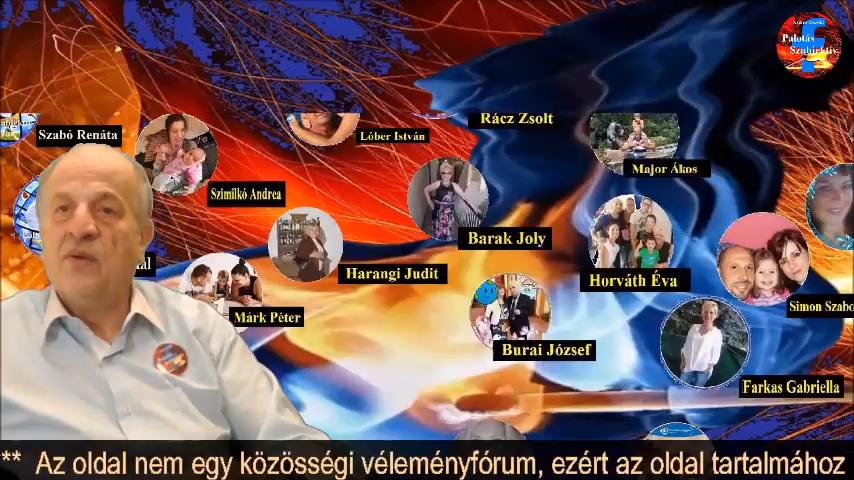 Palotás
Szubjektív
Szabó Renáta
Lóber István
Rácz Zsolt
Major Ákos
Szimilkó Andrea
Barak Joly
Harangi Judit
Horváth Éva
Márk Péter
Simon Szabo
Burai József
Farkas Gabriella
** Az oldal nem egy közösségi véleményfórum, ezért az oldal tartalmához